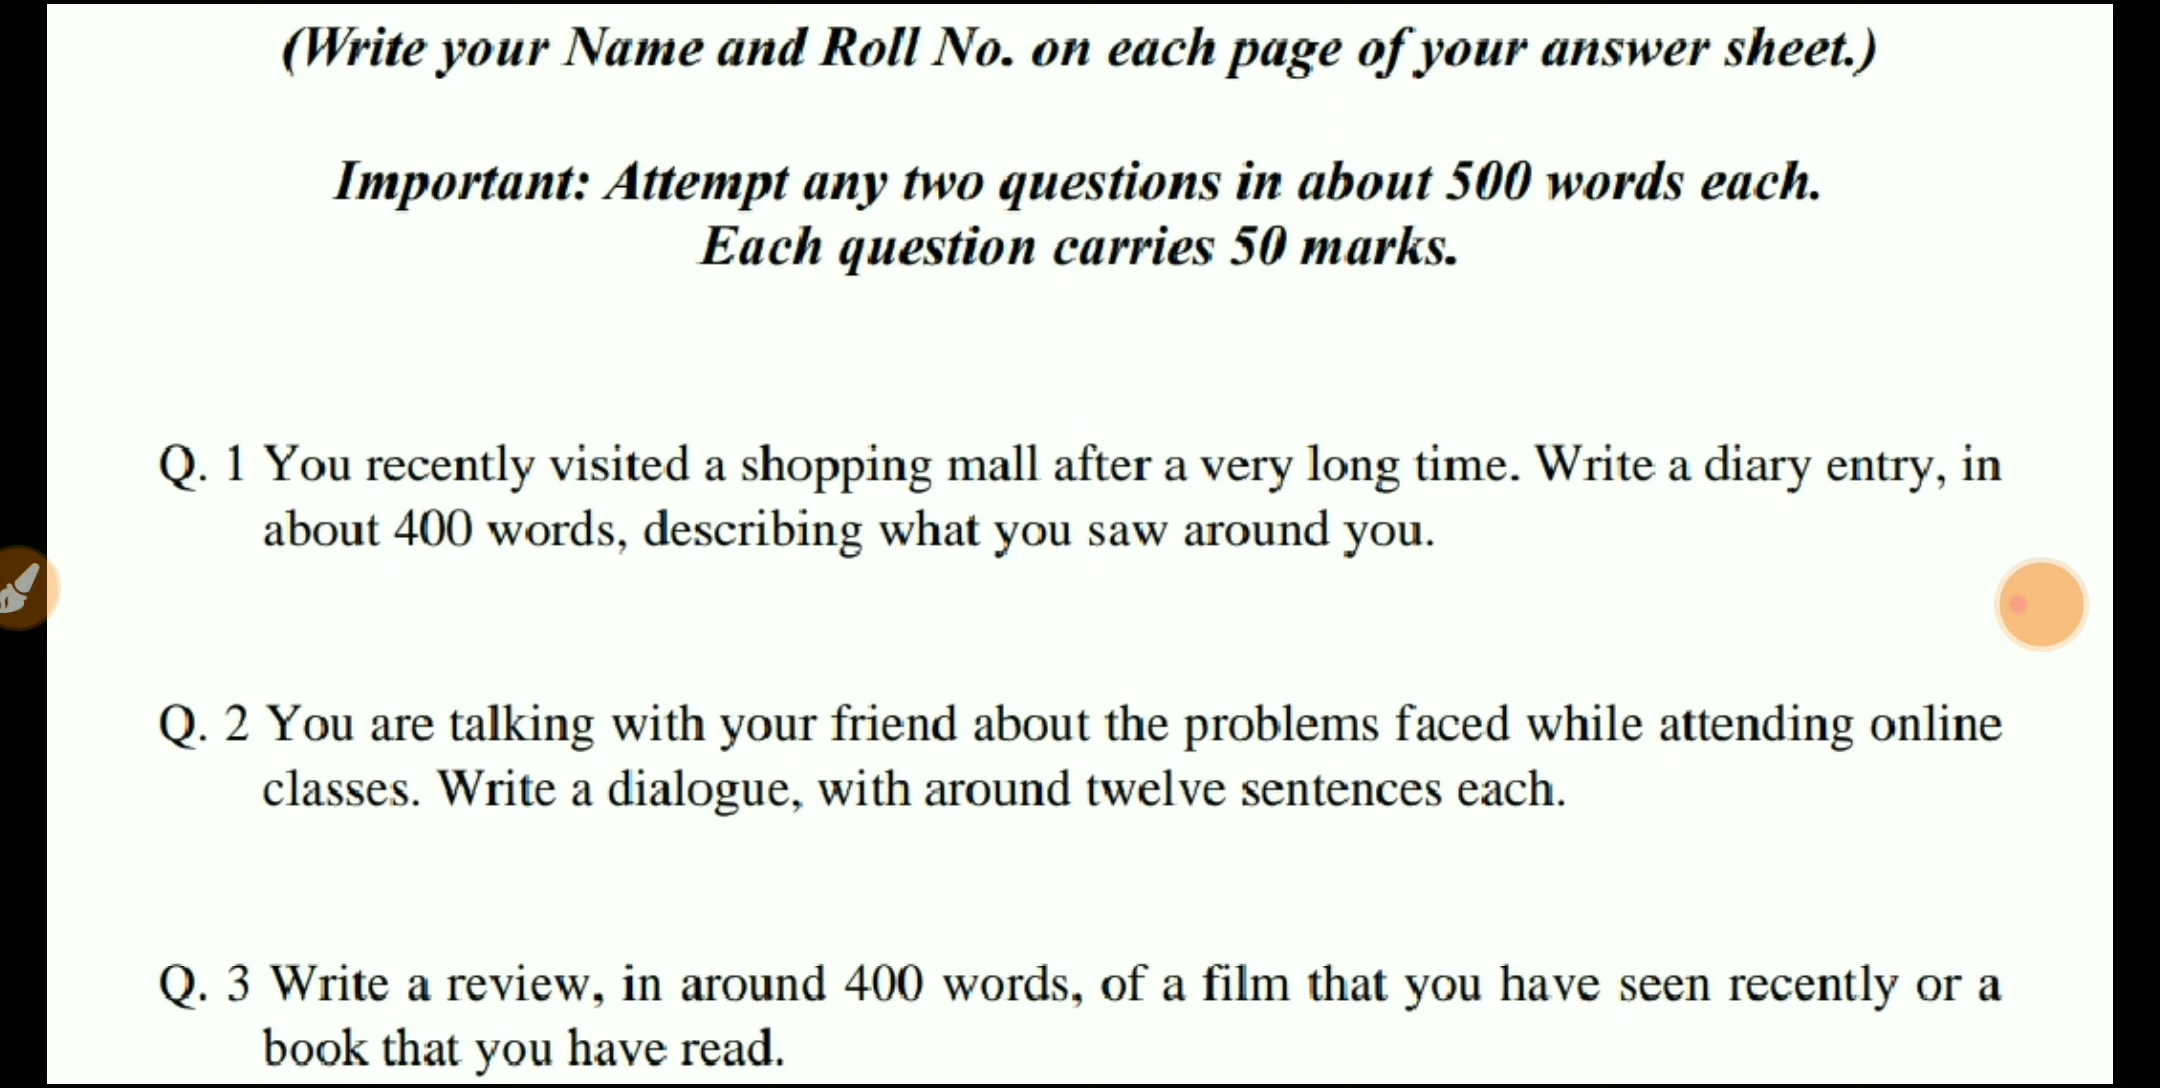 (Write your Name and Roll No. on each page of your answer sheet.)
Important: Attempt any two questions in about 500 words each.
Each question carries 50 marks.
Q. 1 You recently visited a shopping mall after a very long time. Write a diary entry, in
about 400 words, describing what you saw around you.
Q. 2 You are talking with your friend about the problems faced while attending online
classes. Write a dialogue, with around twelve sentences each.
Q. 3 Write a review, in around 400 words, of a film that you have seen recently or a
book that you have read.